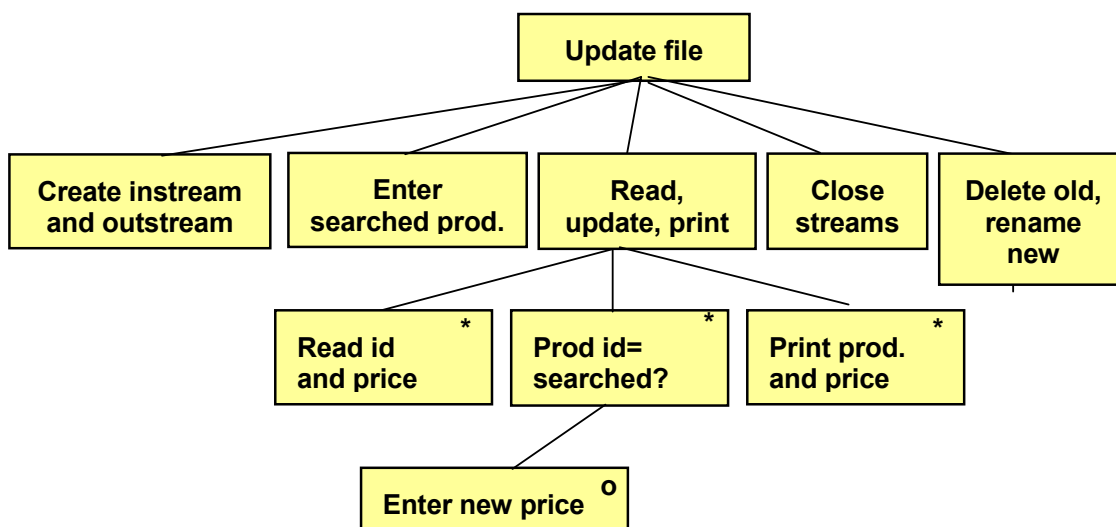 Update file
Create instream
and outstream
Enter
searched prod.
Read,
update, print
Close
streams
Delete old,
rename
new
Read id
and price
*
Prod id=
searched?
*
Print prod.
and price
*
Enter new price
o